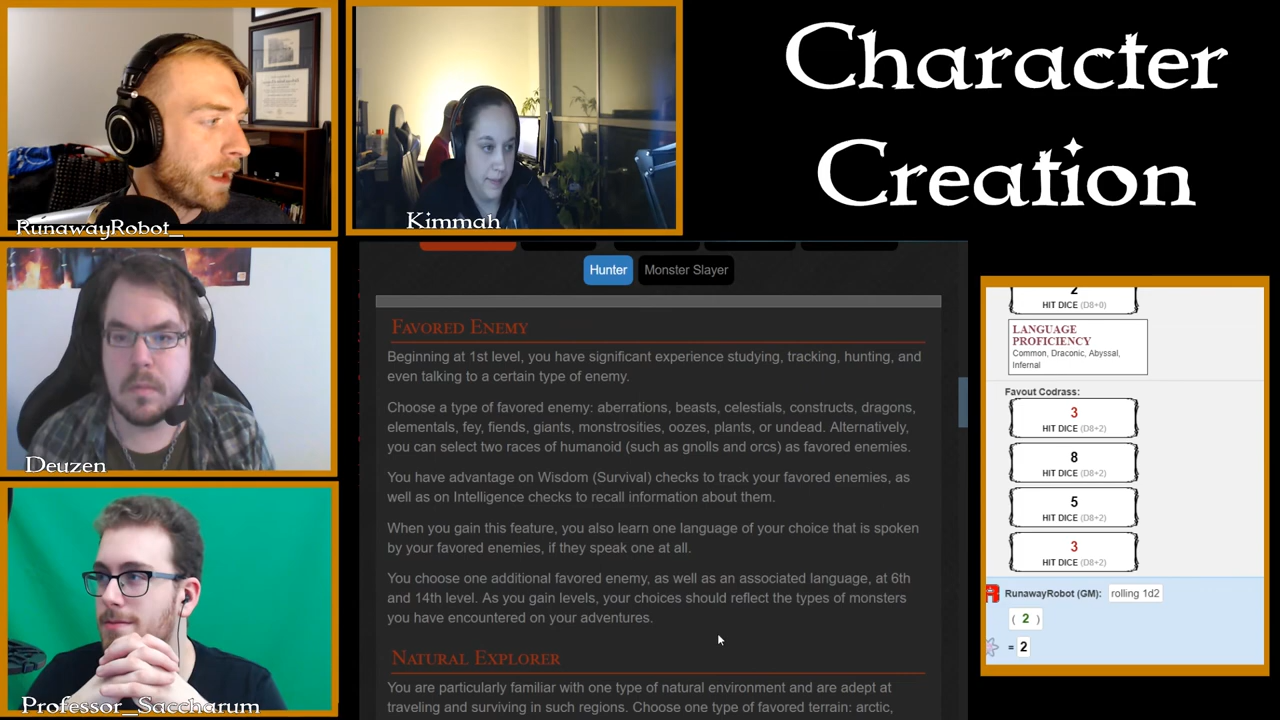 Character
Creation
RunawayRobot_
Kimmah
Deuzen
Professor_Saccharum
Hunter
Monster Slayer
Favored Enemy
Beginning at 1st level, you have significant experience studying, tracking, hunting, and
even talking to a certain type of enemy.
Choose a type of favored enemy: aberrations, beasts, celestials, constructs, dragons,
elementals, fey, fiends, giants, monstrosities, oozes, plants, or undead. Alternatively,
you can select two races of humanoid (such as gnolls and orcs) as favored enemies.
You have advantage on Wisdom (Survival) checks to track your favored enemies, as
well as on Intelligence checks to recall information about them.
When you gain this feature, you also learn one language of your choice that is spoken
by your favored enemies, if they speak one at all.
You choose one additional favored enemy, as well as an associated language, at 6th
and 14th level. As you gain levels, your choices should reflect the types of monsters
you have encountered on your adventures.
Natural Explorer
You are particularly familiar with one type of natural environment and are adept at
traveling and surviving in such regions. Choose one type of favored terrain: arctic,
2
HIT DICE (D8+0)
LANGUAGE
PROFICIENCY
Common, Draconic, Abyssal,
Infernal
Favout Codrass:
3
HIT DICE (D8+2)
8
HIT DICE (D8+2)
5
HIT DICE (D8+2)
3
HIT DICE (D8+2)
RunawayRobot (GM): rolling 1d2
( 2 )
= 2